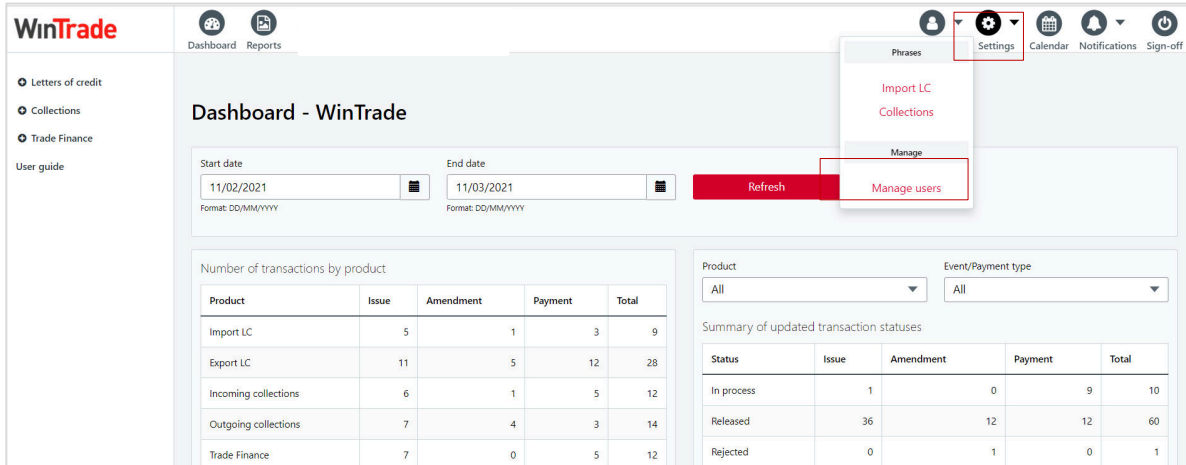 WinTrade
Dashboard Reports
Settings Calendar Notifications Sign-off
Phrases
Import LC
Collections
Manage
Manage users
Letters of credit
Collections
Trade Finance
User guide
Dashboard - WinTrade
Start date End date
11/02/2021 11/03/2021 Refresh
Format: DD/MM/YYYY Format: DD/MM/YYYY
Number of transactions by product
Product Issue Amendment Payment Total
Import LC 5 1 3 9
Export LC 11 5 12 28
Incoming collections 6 1 5 12
Outgoing collections 7 4 3 14
Trade Finance 7 0 5 12
Product Event/Payment type
All All
Summary of updated transaction statuses
Status Issue Amendment Payment Total
In process 1 0 9 10
Released 36 12 12 60
Rejected 0 1 0 1